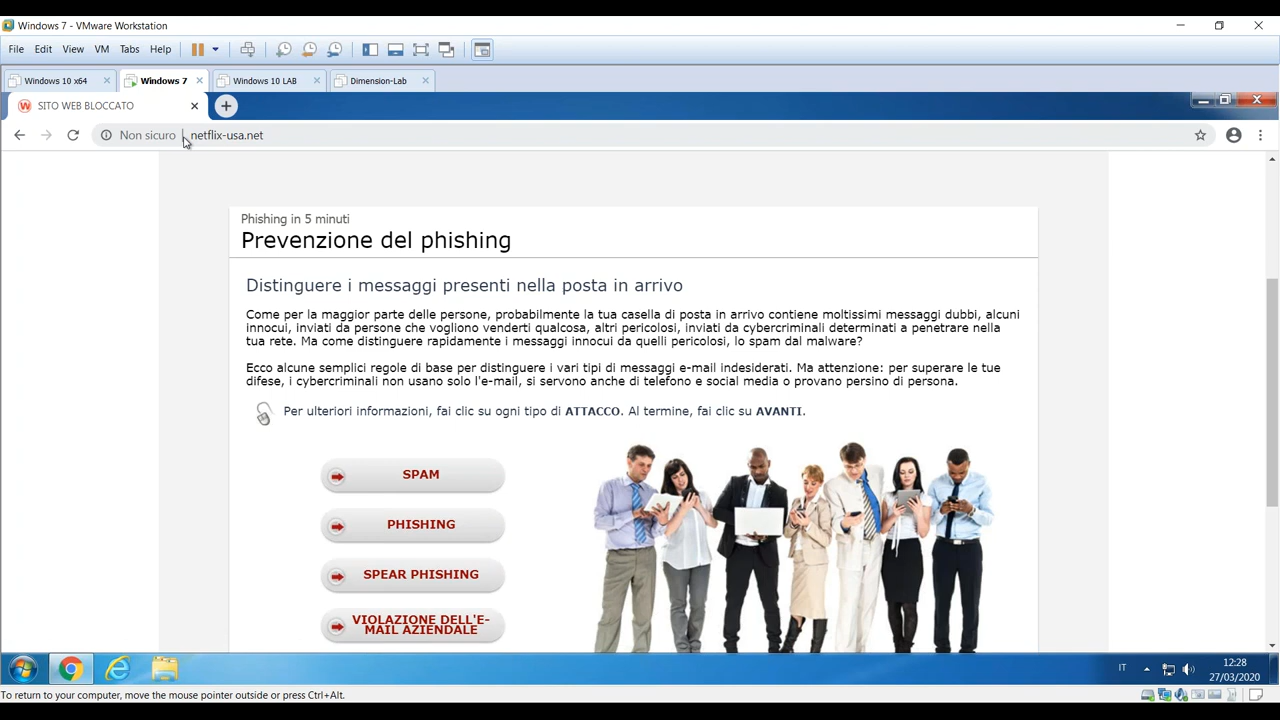 Windows 7 - VMware Workstation
File Edit View VM Tabs Help
Windows 10 x64 Windows 7 Windows 10 LAB Dimension-Lab
SITO WEB BLOCCATO
Non sicuro netflix-usa.net
Phishing in 5 minuti
Prevenzione del phishing
Distinguere i messaggi presenti nella posta in arrivo
Come per la maggior parte delle persone, probabilmente la tua casella di posta in arrivo contiene moltissimi messaggi dubbi, alcuni
innocui, inviati da persone che vogliono venderti qualcosa, altri pericolosi, inviati da cybercriminali determinati a penetrare nella
tua rete. Ma come distinguere rapidamente i messaggi innocui da quelli pericolosi, lo spam dal malware?
Ecco alcune semplici regole di base per distinguere i vari tipi di messaggi e-mail indesiderati. Ma attenzione: per superare le tue
difese, i cybercriminali non usano solo l'e-mail, si servono anche di telefono e social media o provano persino di persona.
Per ulteriori informazioni, fai clic su ogni tipo di ATTACCO. Al termine, fai clic su AVANTI.
SPAM
PHISHING
SPEAR PHISHING
VIOLAZIONE DELL'E-
MAIL AZIENDALE
IT
12:28
27/03/2020
To return to your computer, move the mouse pointer outside or press Ctrl+Alt.